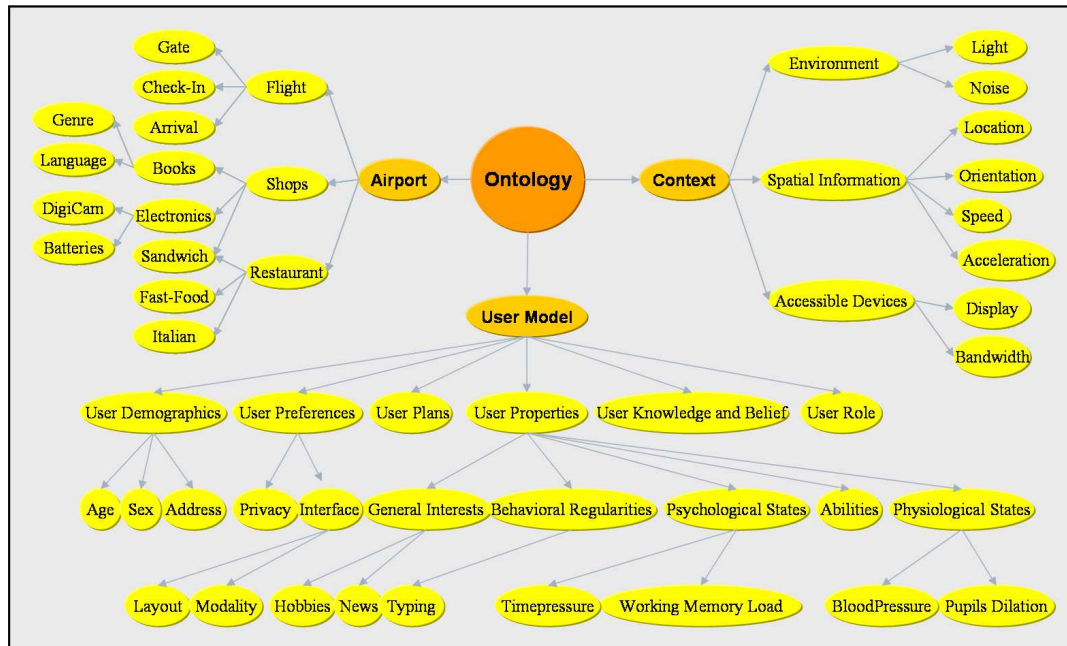 Gate
Light
Environment
Check-In
Flight
Noise
Genre
Arrival
Location
Language
Books
Shops
Airport
Ontology
Context
Spatial Information
Orientation
DigiCam
Electronics
Speed
Batteries
Sandwich
Restaurant
Acceleration
Fast-Food
Accessible Devices
Display
Italian
User Model
Bandwidth
User Demographics
User Preferences
User Plans
User Properties
User Knowledge and Belief
User Role
Age
Sex
Address
Privacy
Interface
General Interests
Behavioral Regularities
Psychological States
Abilities
Physiological States
Layout
Modality
Hobbies
News
Typing
Timepressure
Working Memory Load
BloodPressure
Pupils Dilation